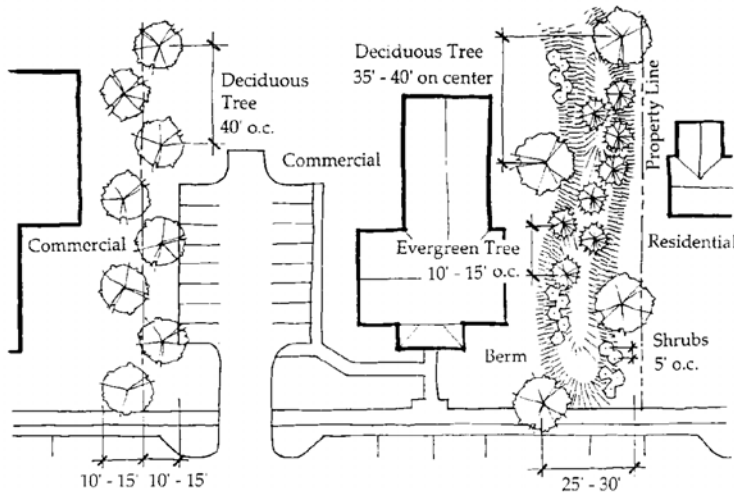 Deciduous
Tree
40' o.c.
Deciduous Tree
35' - 40' on center
Commercial
Property Line
Commercial
Evergreen Tree
10' - 15' o.c.
Residential
Berm
Shrubs
5' o.c.
10' - 15'
10' - 15'
25' - 30'